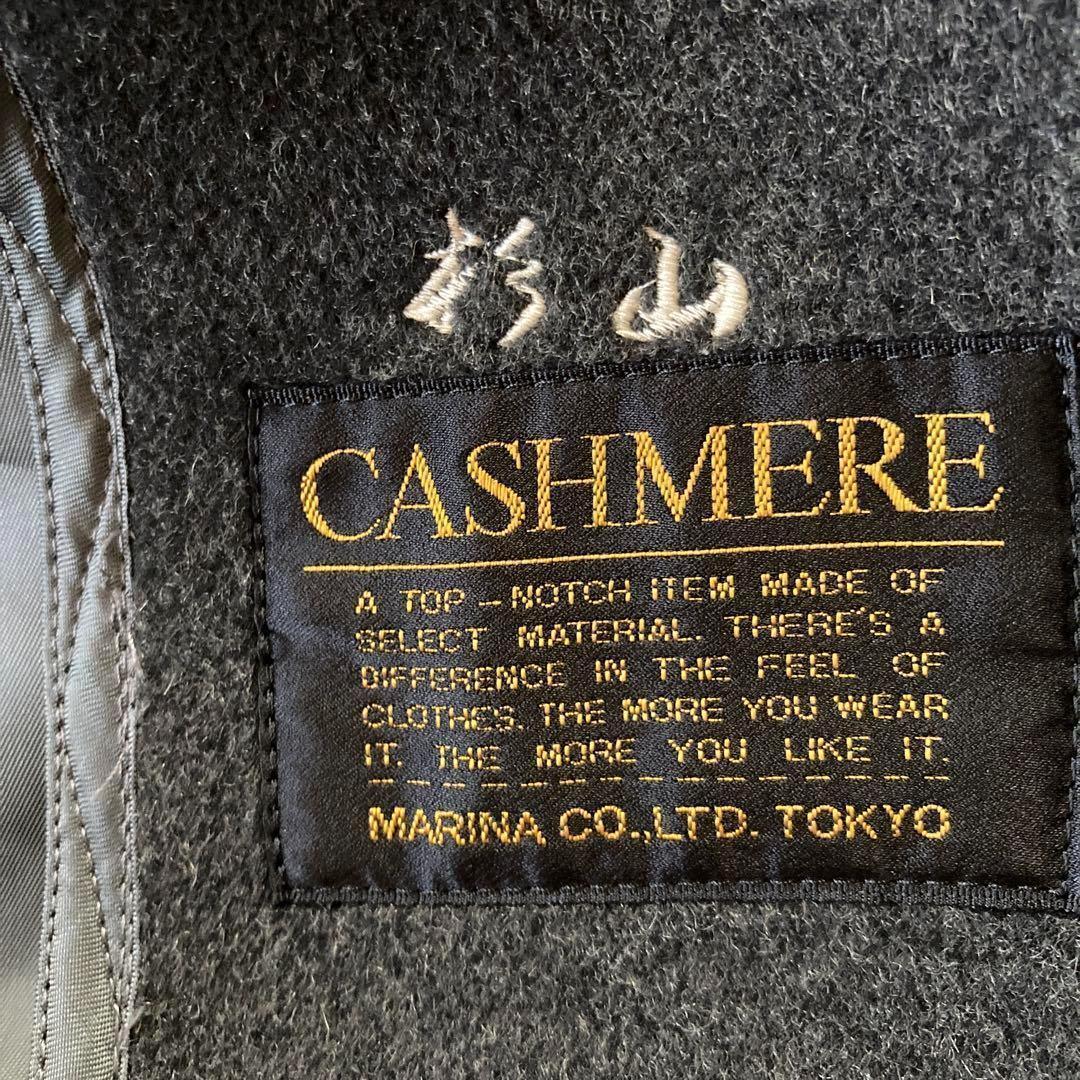 杉山
CASHMERE
A TOP - NOTCH ITEM MADE OF
SELECT MATERIAL. THERE'S A
DIFFERENCE IN THE FEEL OF
CLOTHES. THE MORE YOU WEAR
IT. THE MORE YOU LIKE IT.
MARINA CO.,LTD. TOKYO